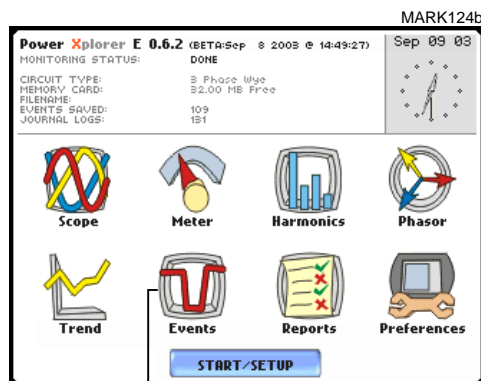 MARK124b
Power Xplorer E 0.6.2 (BETA:Sep 8 2003 @ 14:49:27)
Sep 09 03
MONITORING STATUS: DONE
CIRCUIT TYPE: 3 Phase Wye
MEMORY CARD: 32.00 MB Free
FILENAME:
EVENTS SAVED: 109
JOURNAL LOGS: 131
Scope Meter Harmonics Phasor
Trend Events Reports Preferences
START/SETUP